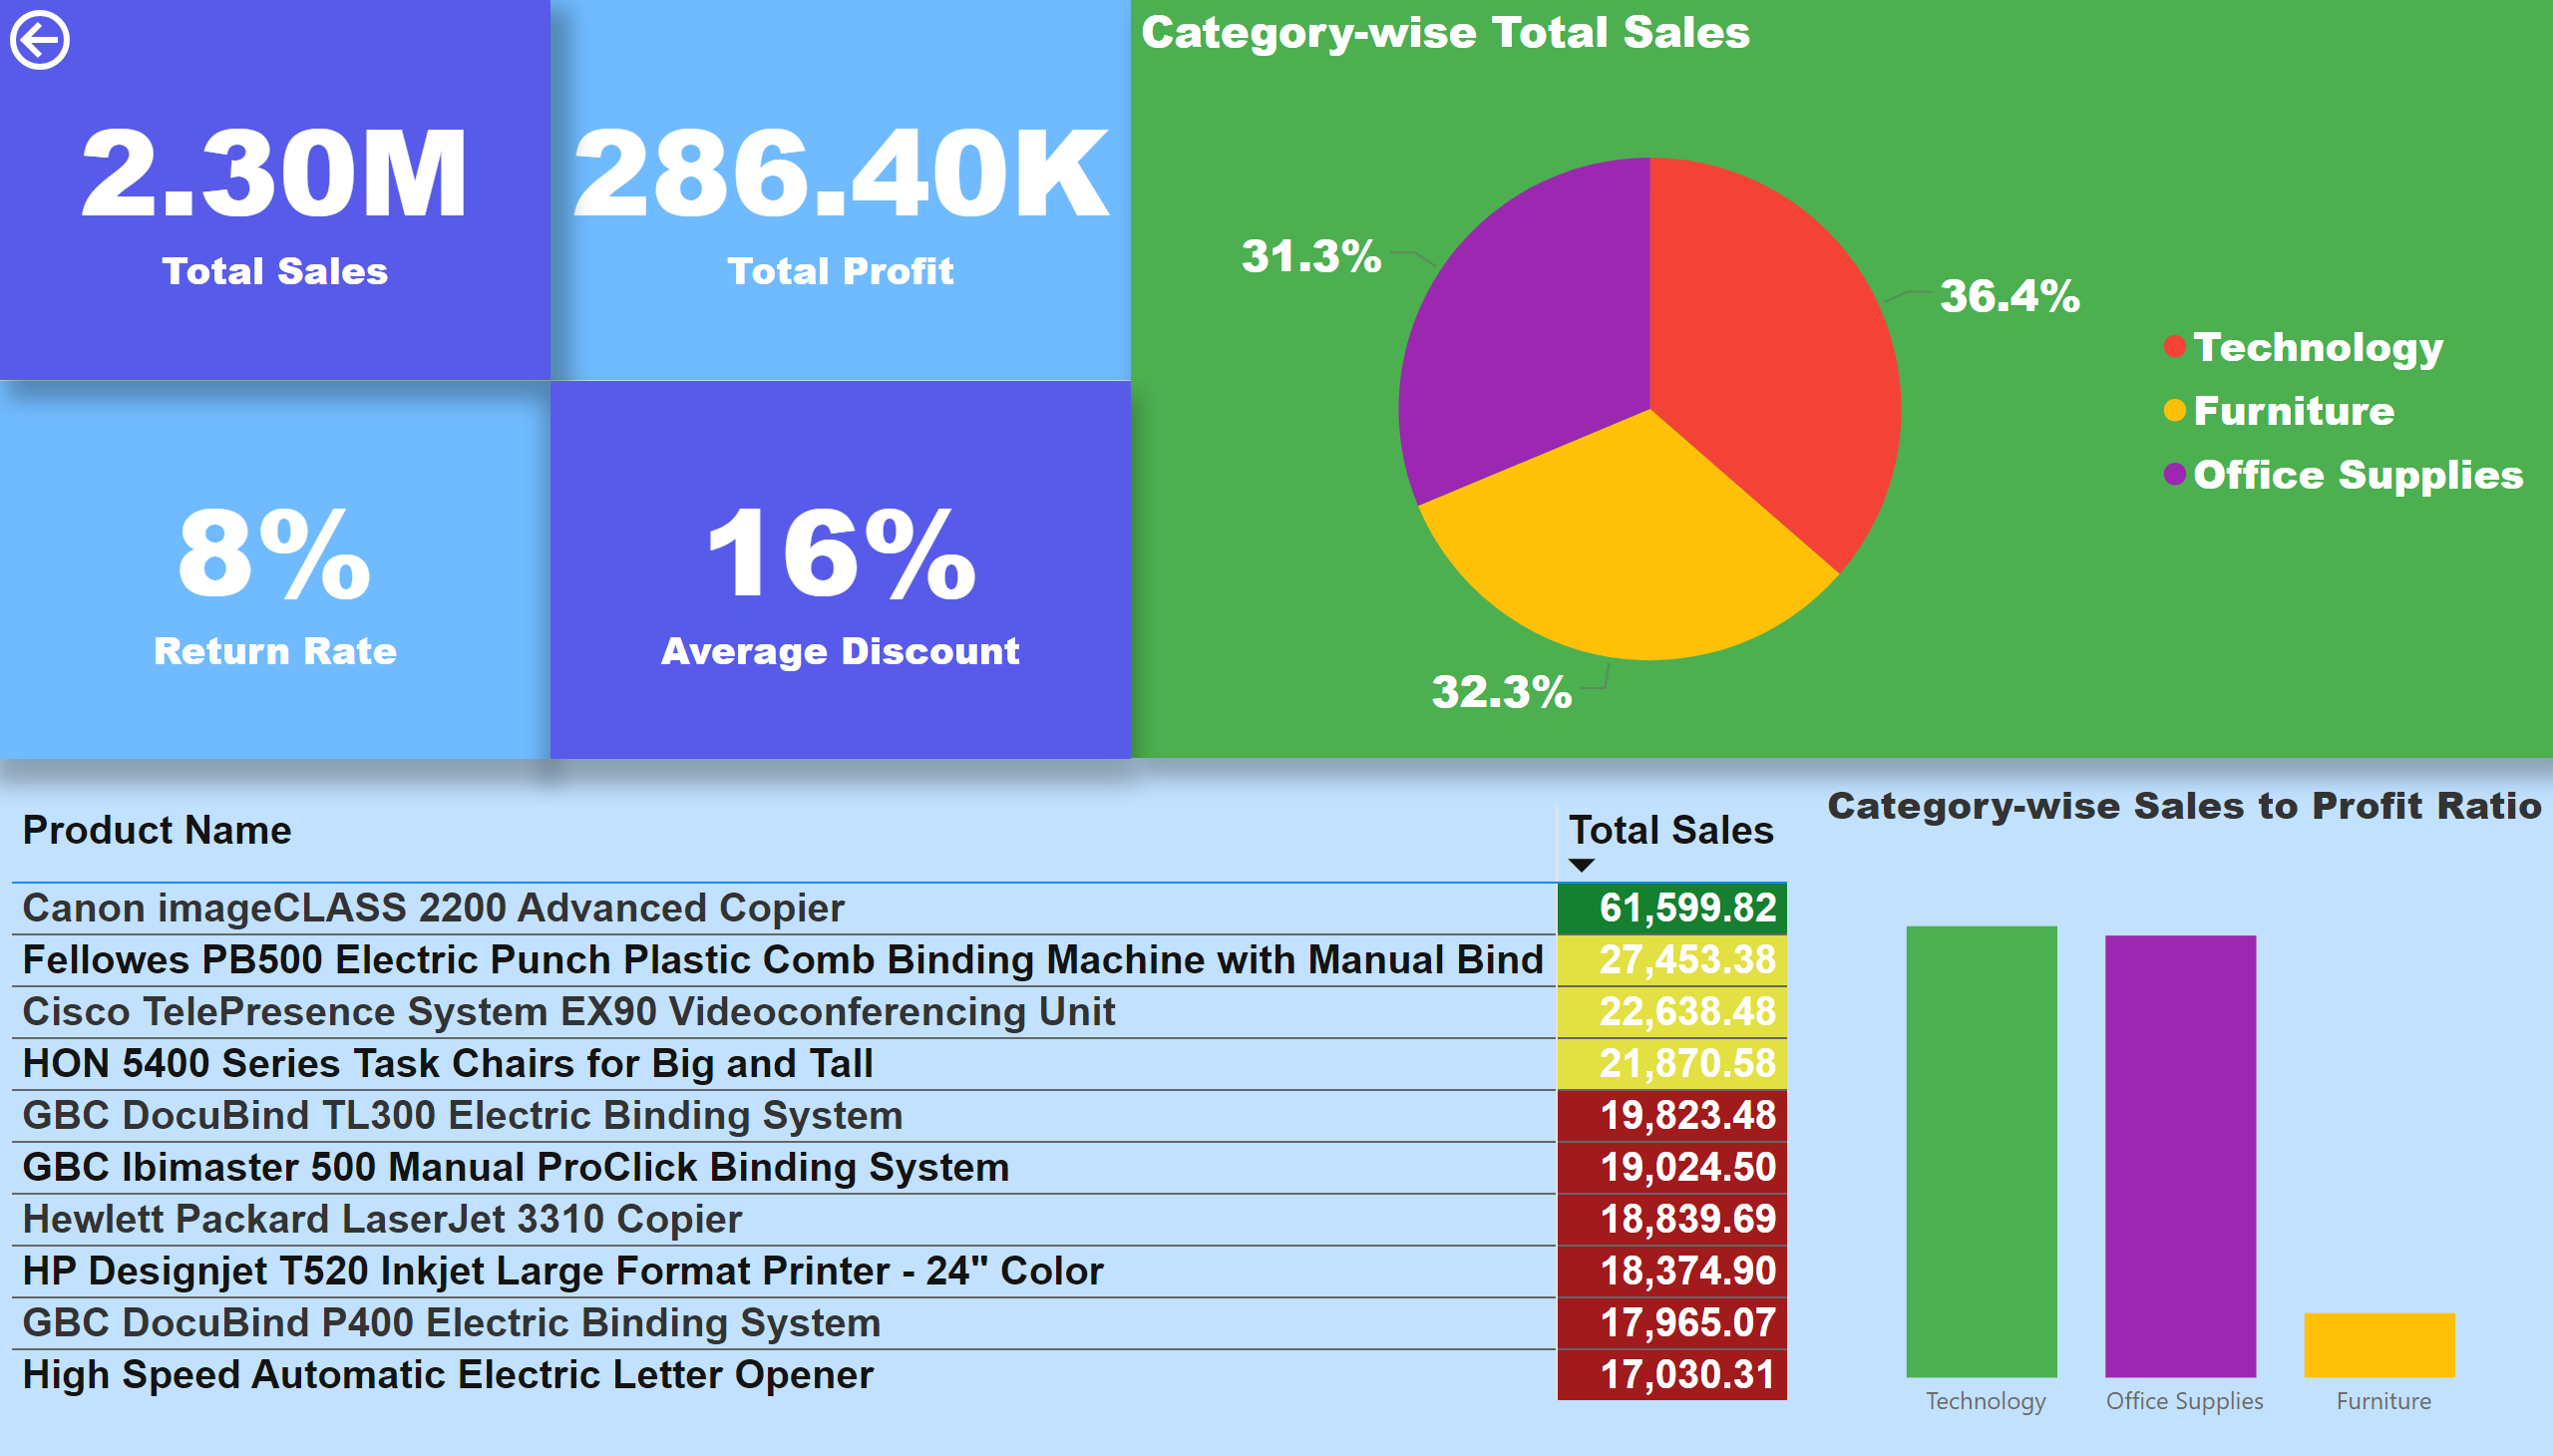 2.30M
Total Sales
286.40K
Total Profit
8%
Return Rate
16%
Average Discount
Category-wise Total Sales
31.3%
36.4%
32.3%
Technology
Furniture
Office Supplies
Product Name Total Sales
Canon imageCLASS 2200 Advanced Copier 61,599.82
Fellowes PB500 Electric Punch Plastic Comb Binding Machine with Manual Bind 27,453.38
Cisco TelePresence System EX90 Videoconferencing Unit 22,638.48
HON 5400 Series Task Chairs for Big and Tall 21,870.58
GBC DocuBind TL300 Electric Binding System 19,823.48
GBC Ibimaster 500 Manual ProClick Binding System 19,024.50
Hewlett Packard LaserJet 3310 Copier 18,839.69
HP Designjet T520 Inkjet Large Format Printer - 24" Color 18,374.90
GBC DocuBind P400 Electric Binding System 17,965.07
High Speed Automatic Electric Letter Opener 17,030.31
Category-wise Sales to Profit Ratio
Technology
Office Supplies
Furniture